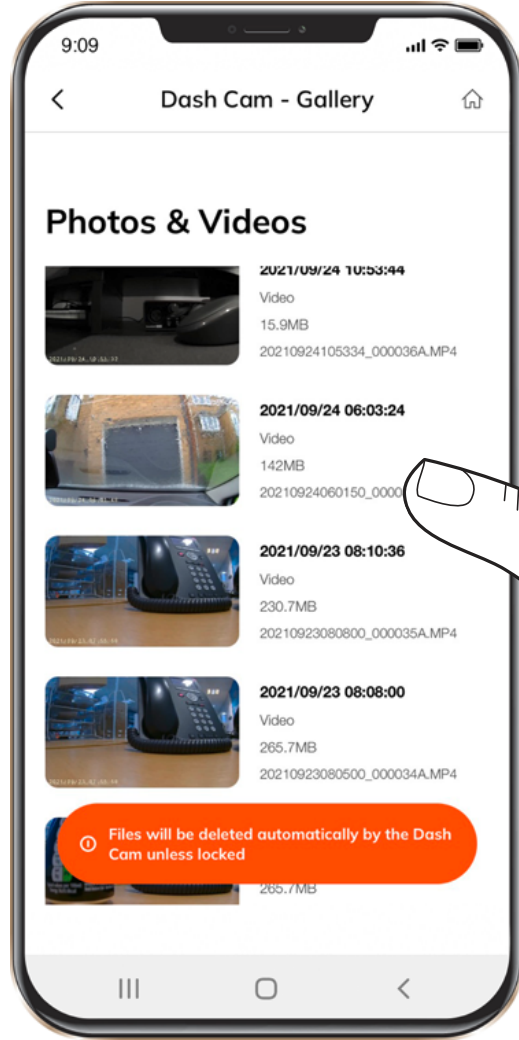 9:09
Dash Cam - Gallery
Photos & Videos
2021/09/24 10:53:44
Video
15.9MB
20210924105334_000036A.MP4
2021/09/24 06:03:24
Video
142MB
20210924060150_0000
2021/09/23 08:10:36
Video
230.7MB
20210923080800_000035A.MP4
2021/09/23 08:08:00
Video
265.7MB
20210923080500_000034A.MP4
Files will be deleted automatically by the Dash
Cam unless locked
265.7MB